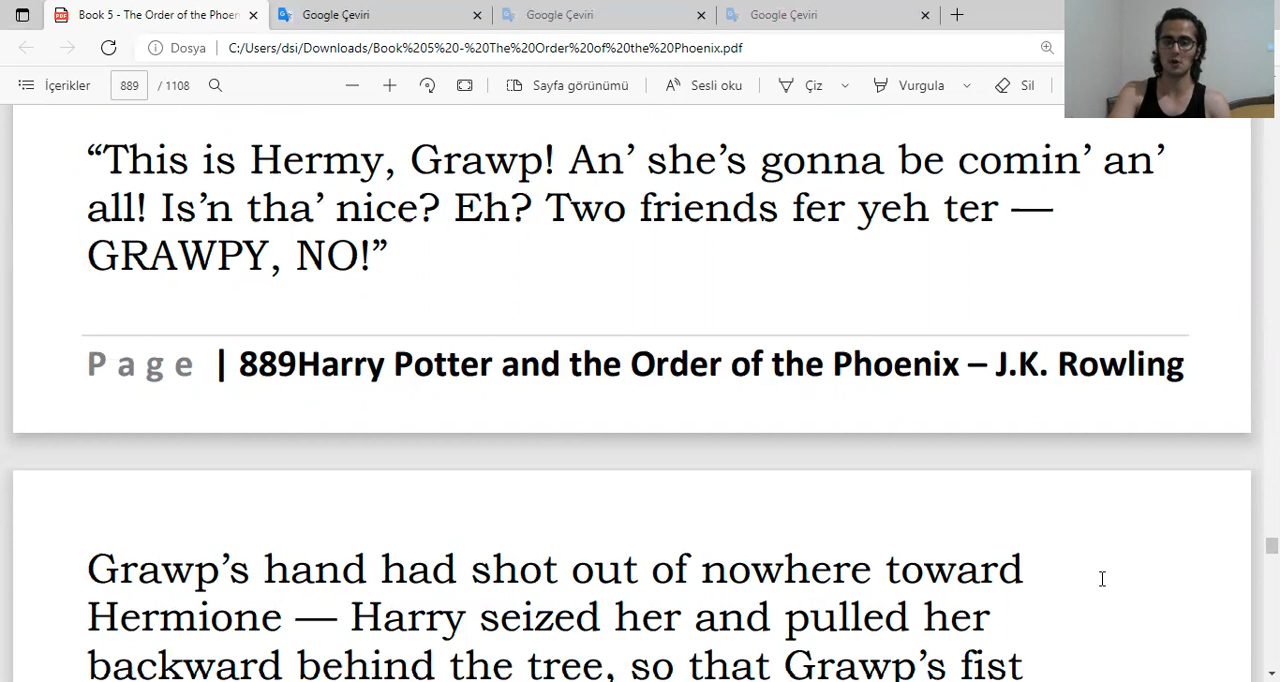 Book 5 - The Order of the Phoen
Google Çeviri
Google Çeviri
Google Çeviri
Dosya
C:/Users/dsi/Downloads/Book%205%20-%20The%20Order%20of%20the%20Phoenix.pdf
İçerikler
889
/ 1108
Sayfa görünümü
Sesli oku
Çiz
Vurgula
Sil
“This is Hermy, Grawp! An’ she’s gonna be comin’ an’
all! Is’n tha’ nice? Eh? Two friends fer yeh ter —
GRAWPY, NO!”
Page | 889Harry Potter and the Order of the Phoenix – J.K. Rowling
Grawp’s hand had shot out of nowhere toward
Hermione — Harry seized her and pulled her
backward behind the tree, so that Grawp’s fist